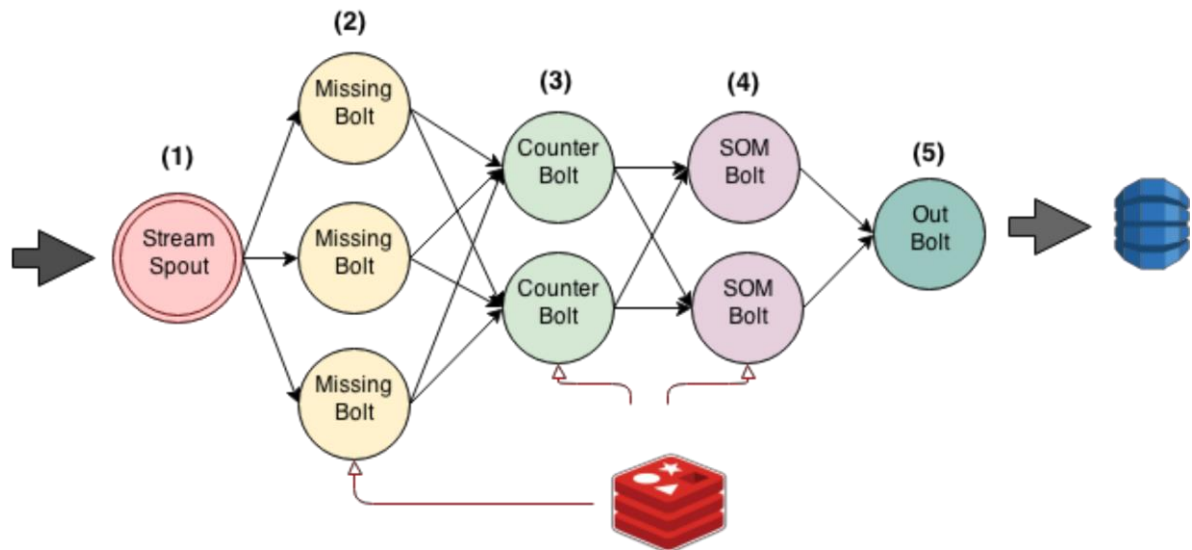 (1)
Stream
Spout
(2)
Missing
Bolt
Missing
Bolt
Missing
Bolt
(3)
Counter
Bolt
Counter
Bolt
(4)
SOM
Bolt
SOM
Bolt
(5)
Out
Bolt